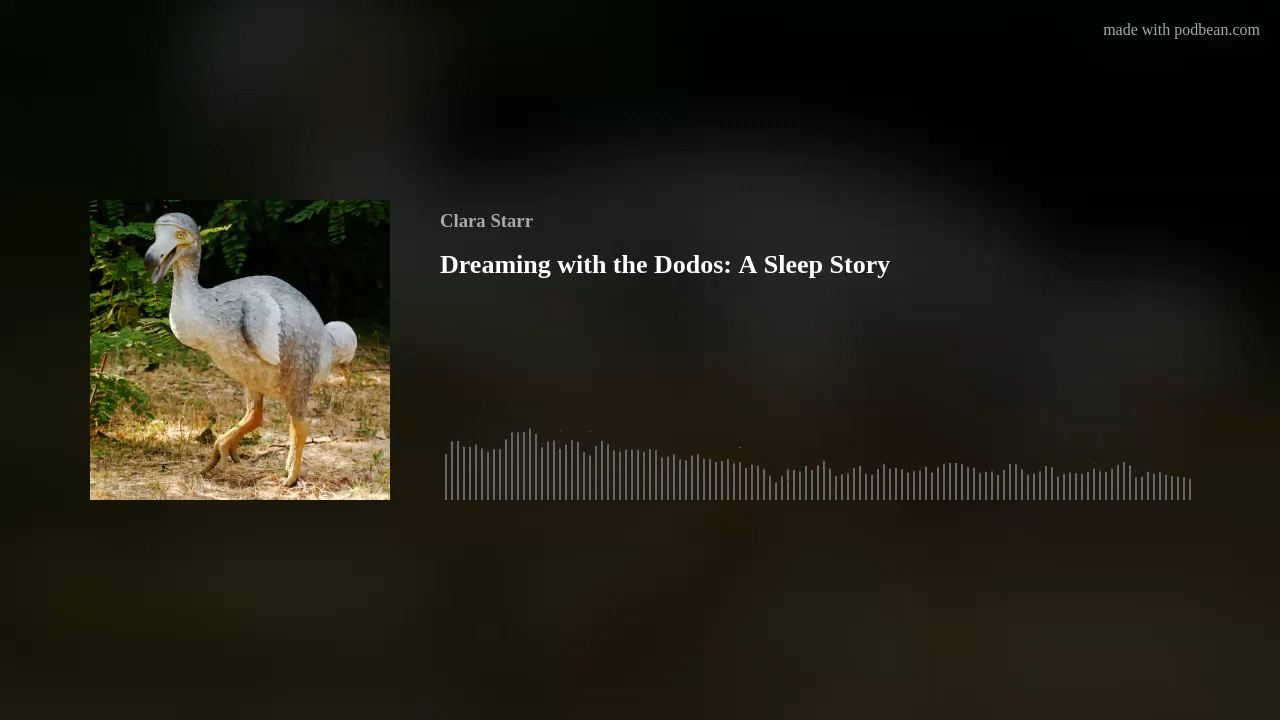 made with podbean.com
Clara Starr
Dreaming with the Dodos: A Sleep Story